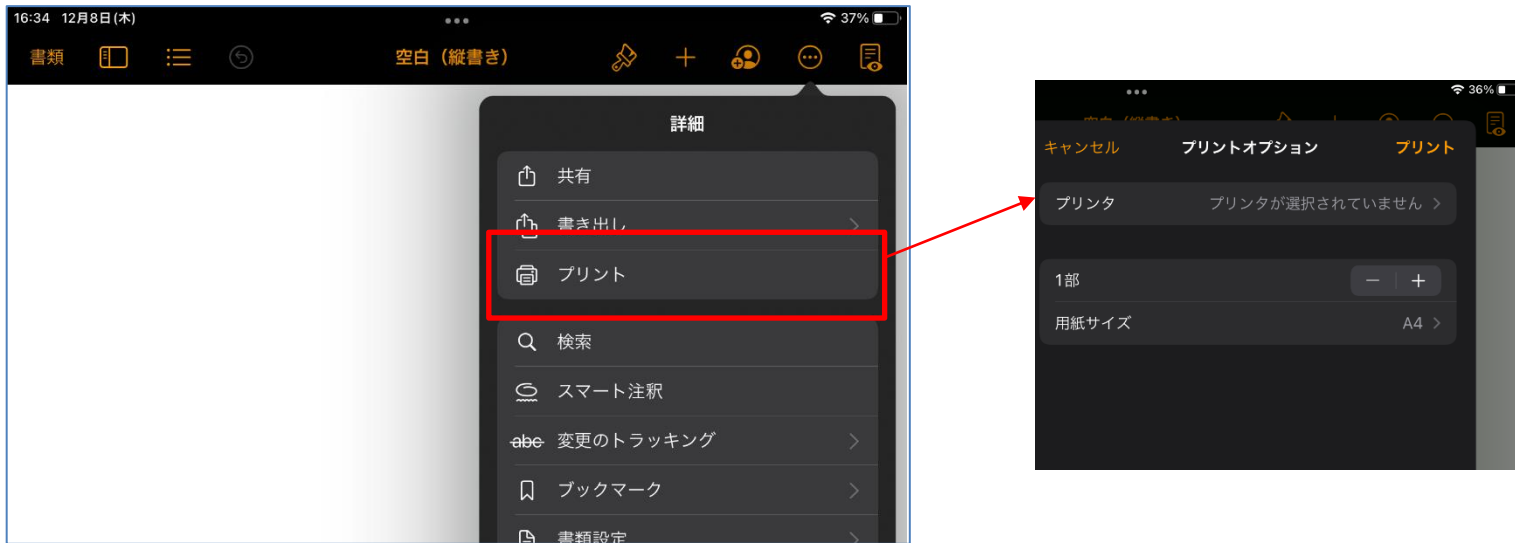 16:34 12月8日(木)
37%
書類
空白（縦書き）
詳細
共有
書き出し
プリント
検索
スマート注釈
abc 変更のトラッキング
ブックマーク
書類設定
36%
空白（縦書き）
キャンセル プリントオプション プリント
プリンタ プリンタが選択されていません
1部
用紙サイズ A4